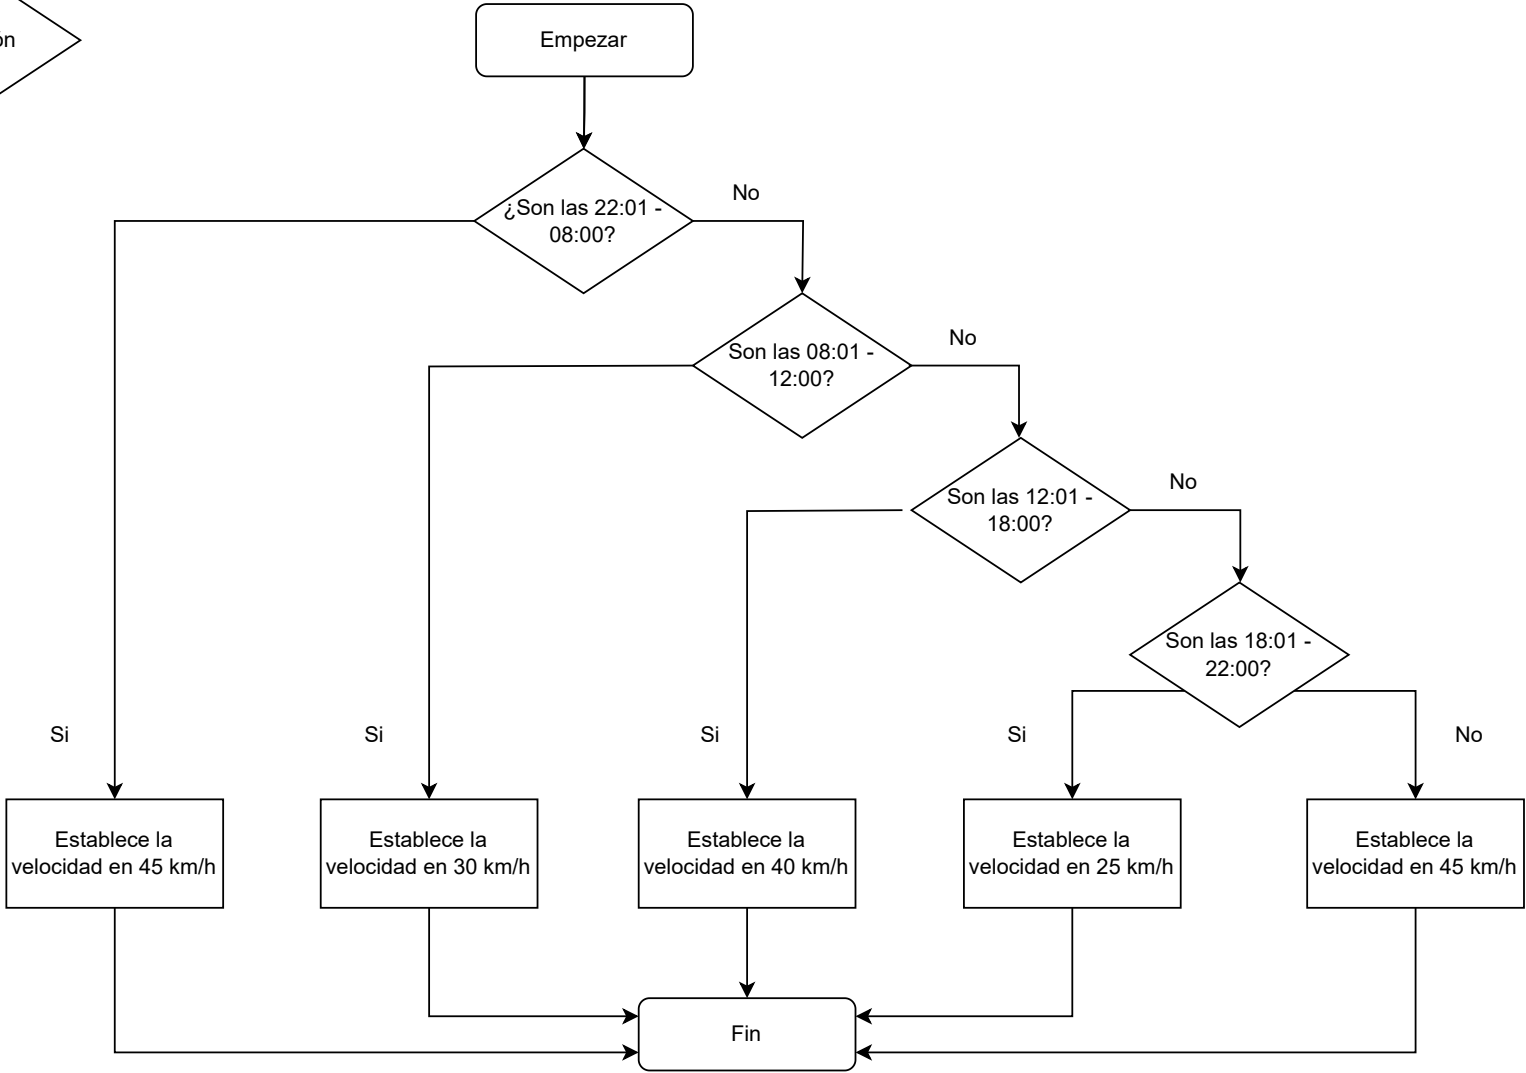 ón
Empezar
¿Son las 22:01 -
08:00?
No
Son las 08:01 -
12:00?
No
Son las 12:01 -
18:00?
No
Son las 18:01 -
22:00?
Si
Si
Si
Si
No
Establece la
velocidad en 45 km/h
Establece la
velocidad en 30 km/h
Establece la
velocidad en 40 km/h
Establece la
velocidad en 25 km/h
Establece la
velocidad en 45 km/h
Fin